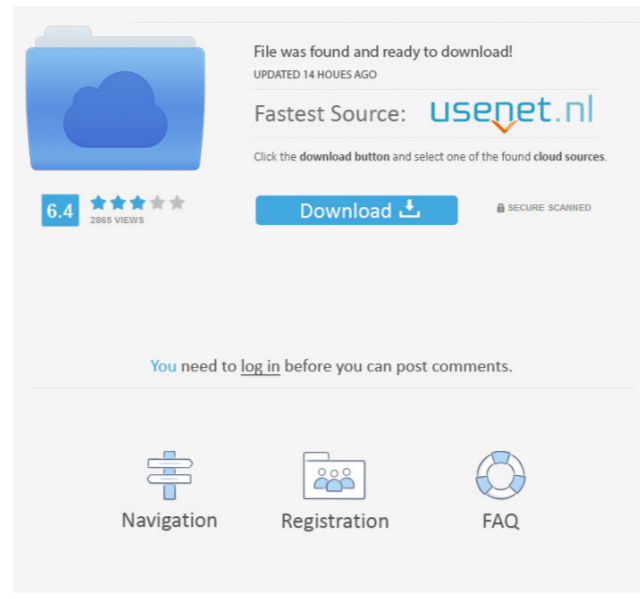 File was found and ready to download!
UPDATED 14 HOUES AGO
Fastest Source: usenet.nl
Click the download button and select one of the found cloud sources.
6.4
2865 VIEWS
Download
SECURE SCANNED
You need to log in before you can post comments.
Navigation
Registration
FAQ